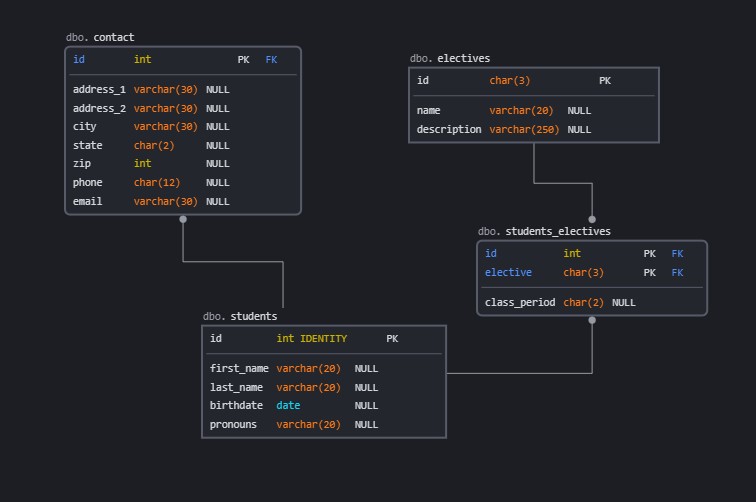 dbo. contact
id int PK FK
address_1 varchar(30) NULL
address_2 varchar(30) NULL
city varchar(30) NULL
state char(2) NULL
zip int NULL
phone char(12) NULL
email varchar(30) NULL
dbo. electives
id char(3) PK
name varchar(20) NULL
description varchar(250) NULL
dbo. students_electives
id int PK FK
elective char(3) PK FK
class_period char(2) NULL
dbo. students
id int IDENTITY PK
first_name varchar(20) NULL
last_name varchar(20) NULL
birthdate date NULL
pronouns varchar(20) NULL